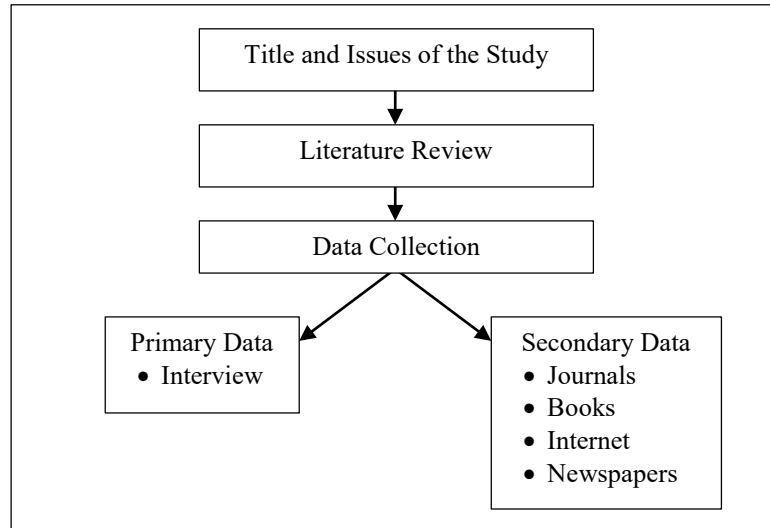 Title and Issues of the Study
Literature Review
Data Collection
Primary Data
• Interview
Secondary Data
• Journals
• Books
• Internet
• Newspapers